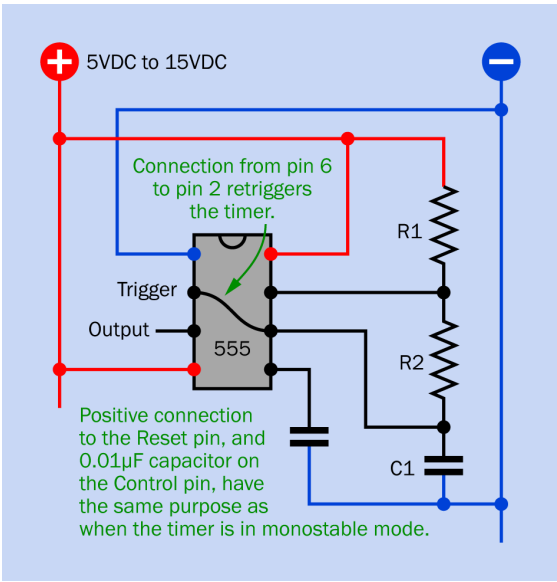 5VDC to 15VDC
Connection from pin 6
to pin 2 retriggers
the timer.
R1
Trigger
Output
555
R2
Positive connection
to the Reset pin, and
0.01µF capacitor on
the Control pin, have
the same purpose as
when the timer is in monostable mode.
C1